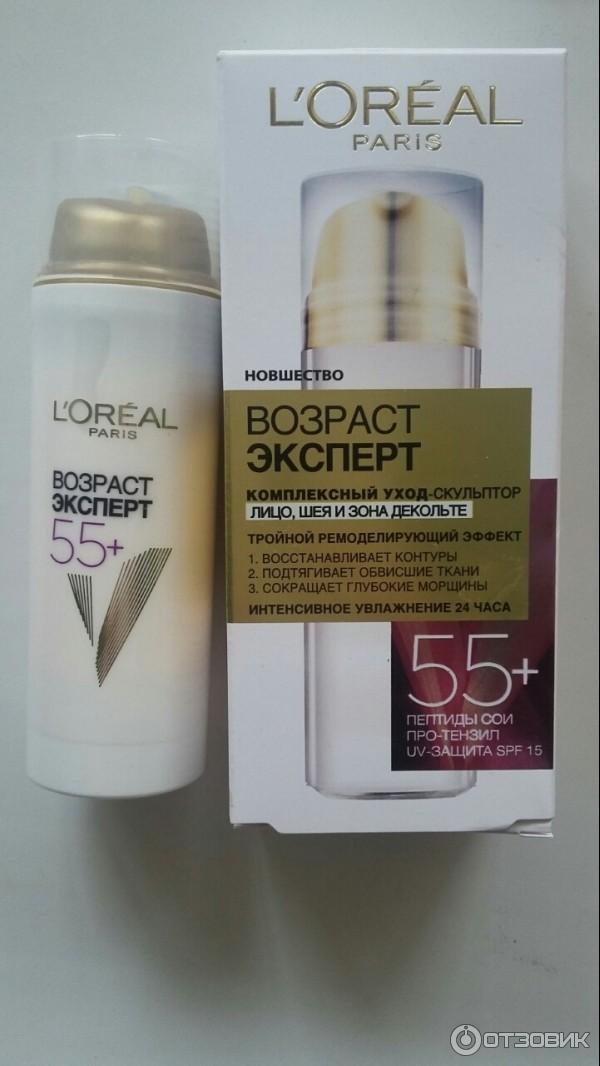 L'ORÉAL
PARIS
ВОЗРАСТ
ЭКСПЕРТ
55+
L'ORÉAL
PARIS
НОВШЕСТВО
ВОЗРАСТ
ЭКСПЕРТ
КОМПЛЕКСНЫЙ УХОД-СКУЛЬПТОР
ЛИЦО, ШЕЯ И ЗОНА ДЕКОЛЬТЕ
ТРОЙНОЙ РЕМОДЕЛИРУЮЩИЙ ЭФФЕКТ
1. ВОССТАНАВЛИВАЕТ КОНТУРЫ
2. ПОДТЯГИВАЕТ ОБВИСШИЕ ТКАНИ
3. СОКРАЩАЕТ ГЛУБОКИЕ МОРЩИНЫ
ИНТЕНСИВНОЕ УВЛАЖНЕНИЕ 24 ЧАСА
55+
ПЕПТИДЫ СОИ
ПРО-ТЕНЗИЛ
UV-ЗАЩИТА SPF 15
ОТЗОВИК